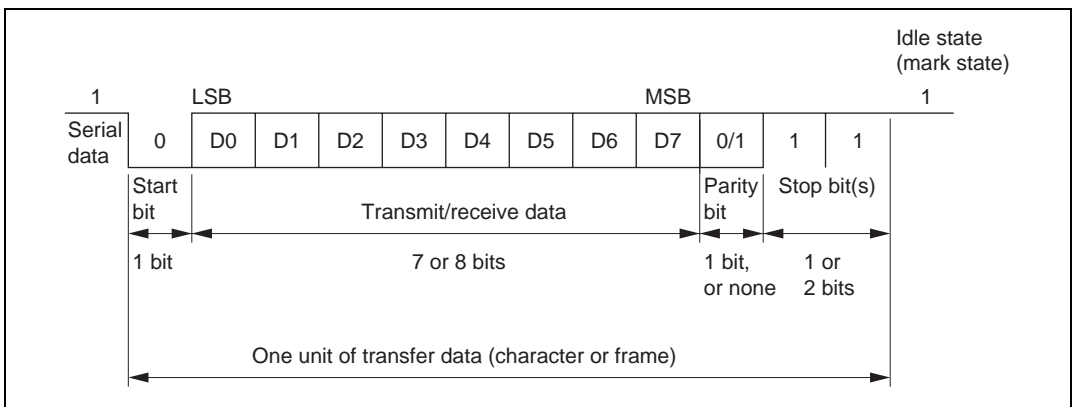 Idle state
(mark state)
1 LSB MSB 1
Serial
data
0 D0 D1 D2 D3 D4 D5 D6 D7 0/1 1 1
Start
bit
Transmit/receive data
Parity
bit
Stop bit(s)
1 bit
7 or 8 bits
1 bit,
or none
1 or
2 bits
One unit of transfer data (character or frame)